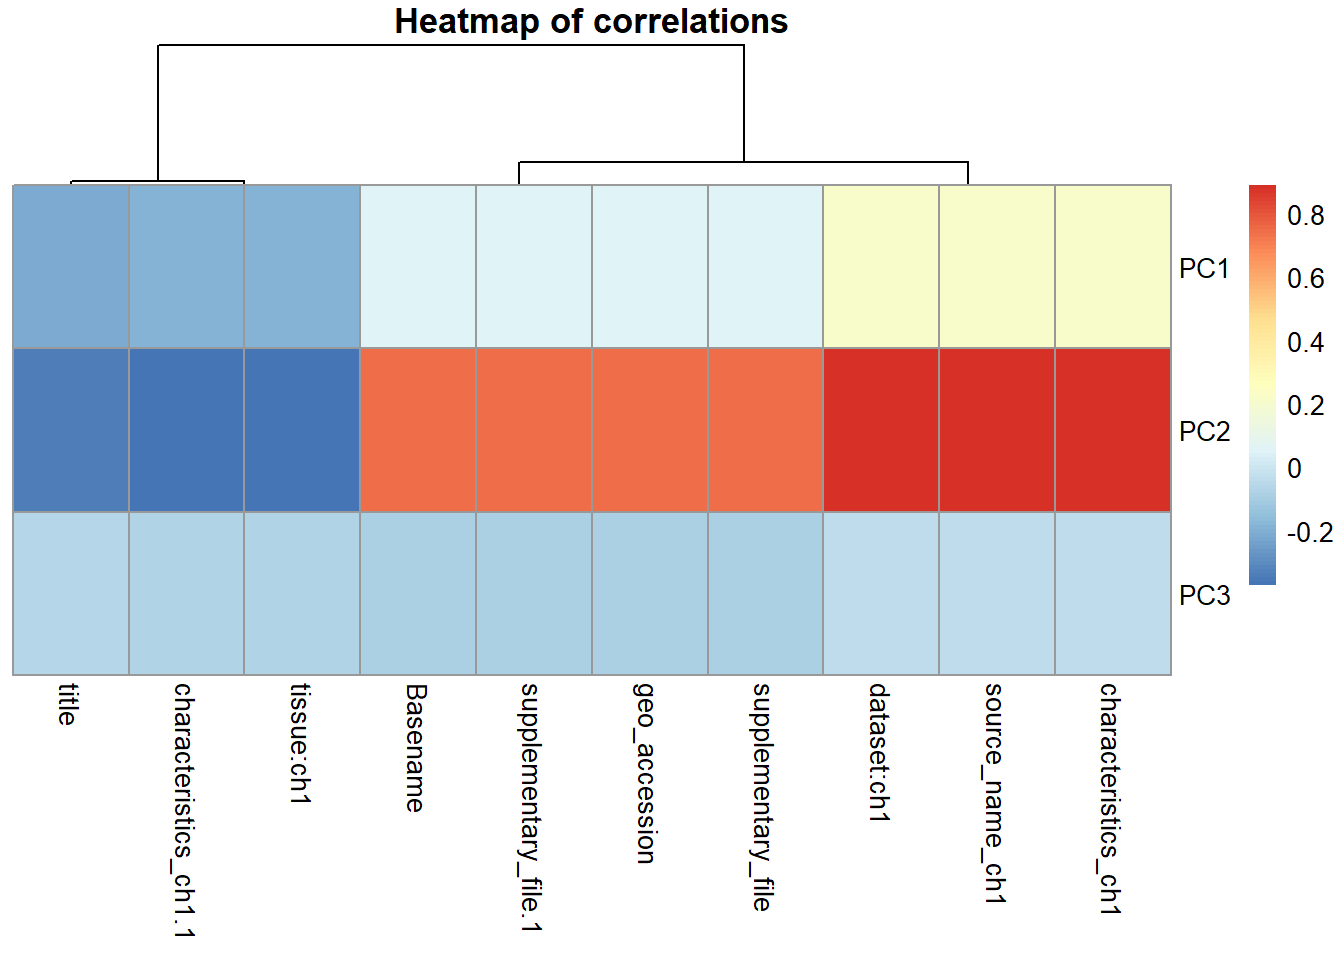 Heatmap of correlations
PC1
PC2
PC3
0.8
0.6
0.4
0.2
0
-0.2
title
characteristics_ch1.1
tissue:ch1
Basename
supplementary_file.1
geo_accession
supplementary_file
dataset:ch1
source_name_ch1
characteristics_ch1